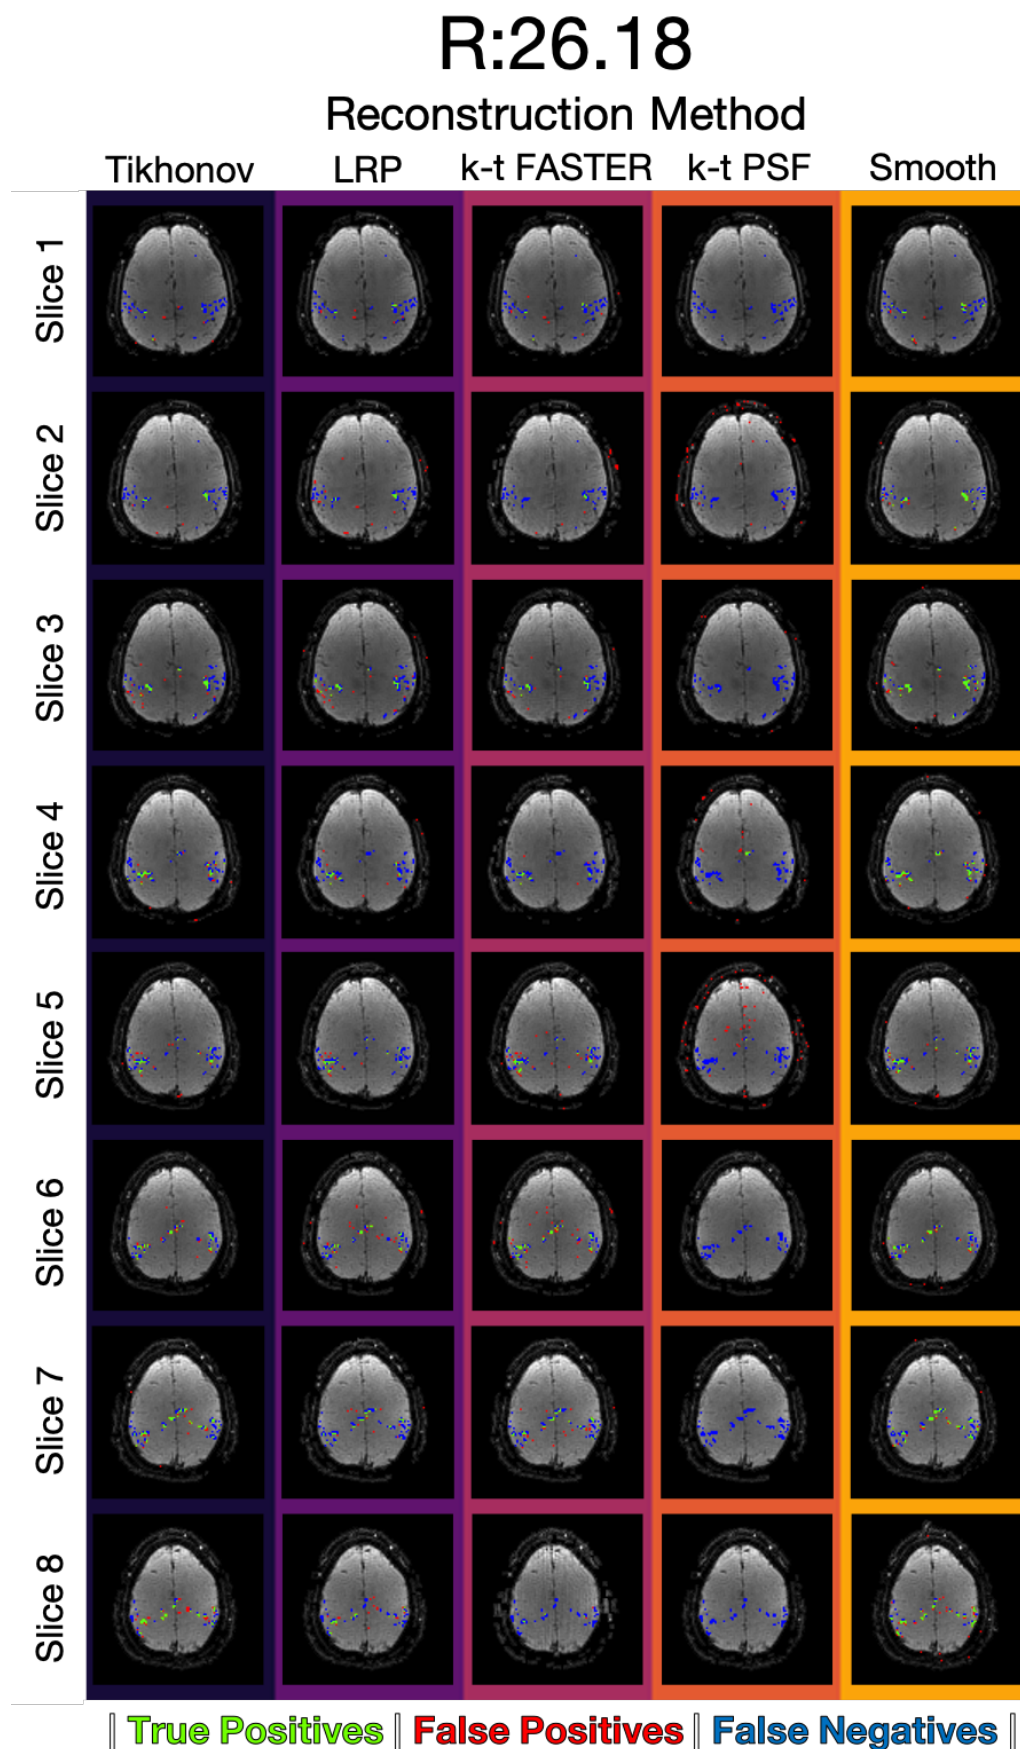 R:26.18
Reconstruction Method
Tikhonov LRP k-t FASTER k-t PSF Smooth
Slice 1
Slice 2
Slice 3
Slice 4
Slice 5
Slice 6
Slice 7
Slice 8
True Positives False Positives False Negatives